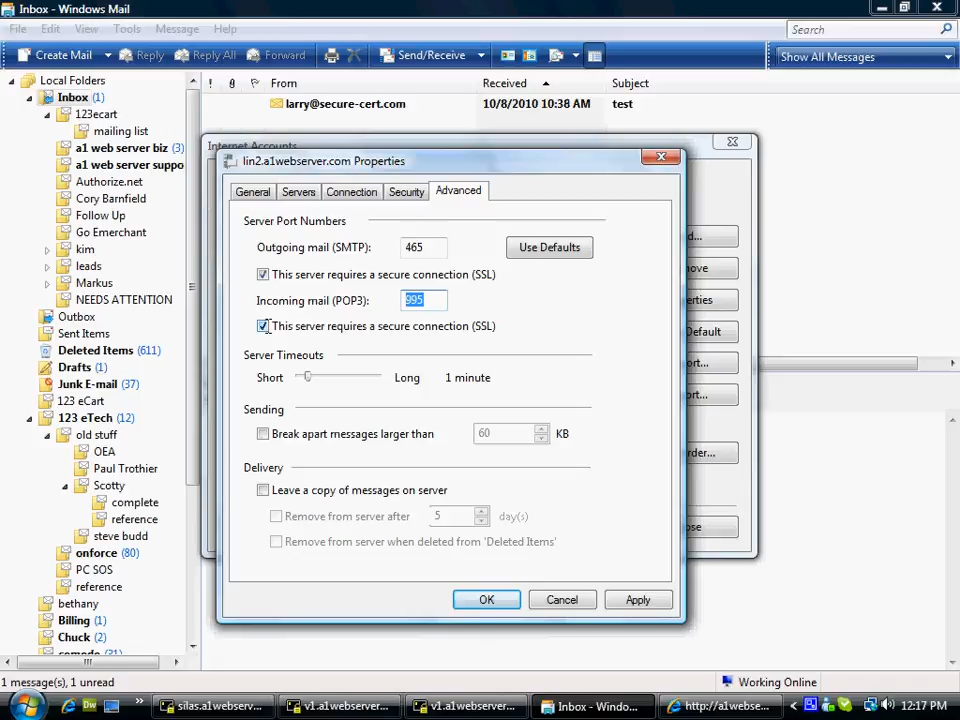 Inbox - Windows Mail
File Edit View Tools Message Help
Search
Create Mail Reply Reply All Forward Send/Receive Show All Messages
Local Folders
Inbox (1)
123ecart
mailing list
a1 web server biz (3)
a1 web server suppo
Authorize.net
Cory Barnfield
Follow Up
Go Emerchant
kim
leads
Markus
NEEDS ATTENTION
Outbox
Sent Items
Deleted Items (611)
Drafts (1)
Junk E-mail (37)
123 eCart
123 eTech (12)
old stuff
OEA
Paul Trothier
Scotty
complete
reference
steve budd
onforce (80)
PC SOS
reference
bethany
Billing (1)
Chuck (2)
! From Received Subject
larry@secure-cert.com 10/8/2010 10:38 AM test
Internet Accounts
lin2.a1webserver.com Properties
General Servers Connection Security Advanced
Server Port Numbers
Outgoing mail (SMTP): 465 Use Defaults
This server requires a secure connection (SSL)
Incoming mail (POP3): 995
This server requires a secure connection (SSL)
Server Timeouts
Short Long 1 minute
Sending
Break apart messages larger than 60 KB
Delivery
Leave a copy of messages on server
Remove from server after 5 day(s)
Remove from server when deleted from 'Deleted Items'
OK Cancel Apply
d...
ove
erties
Default
ort...
ort...
rder...
ose
1 message(s), 1 unread Working Online
silas.a1webserv... v1.a1webserver.... v1.a1webserver.... Inbox - Windo... http://a1webse... 12:17 PM